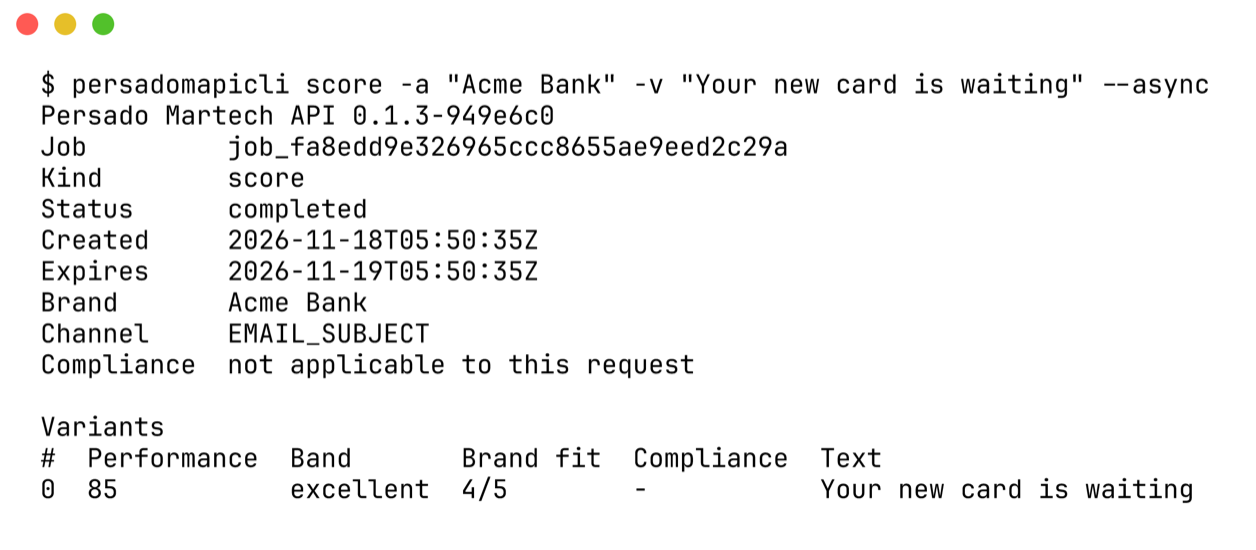 $ persadomapicli score -a "Acme Bank" -v "Your new card is waiting" --async
Persado Martech API 0.1.3-949e6c0
Job         job_fa8edd9e326965ccc8655ae9eed2c29a
Kind        score
Status      completed
Created     2026-11-18T05:50:35Z
Expires     2026-11-19T05:50:35Z
Brand       Acme Bank
Channel     EMAIL_SUBJECT
Compliance  not applicable to this request

Variants
#  Performance  Band       Brand fit  Compliance  Text
0  85           excellent  4/5        -           Your new card is waiting